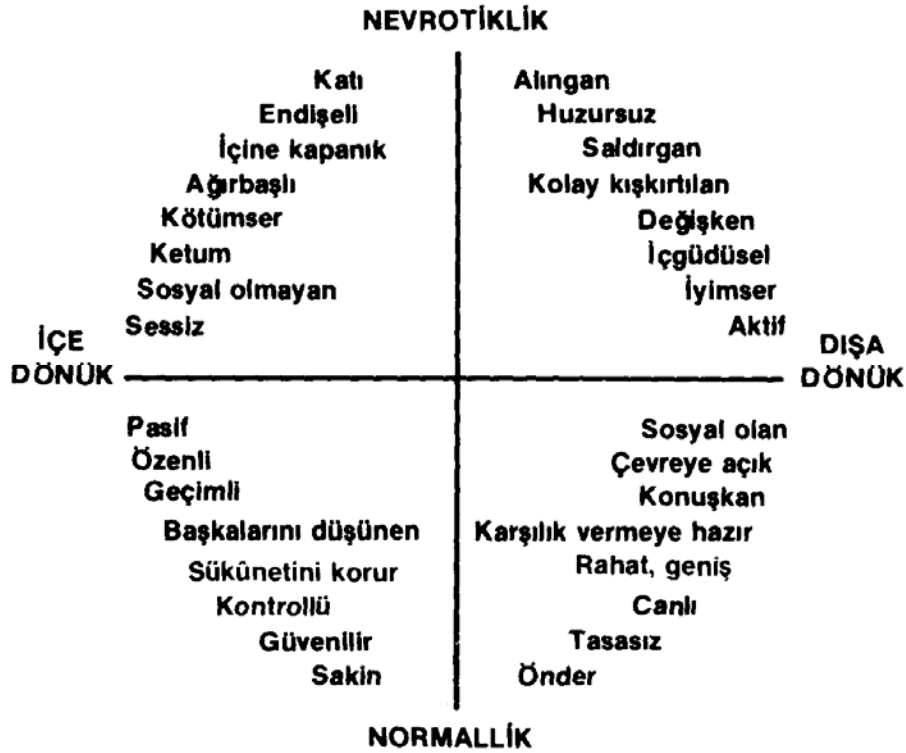 NEVROTİKLİK
Katı
Endişeli
İçine kapanık
Ağırbaşlı
Kötümser
Ketum
Sosyal olmayan
Sessiz
Alıngan
Huzursuz
Saldırgan
Kolay kışkırtılan
Değişken
İçgüdüsel
İyimser
Aktif
İÇE
DÖNÜK
DIŞA
DÖNÜK
Pasif
Özenli
Geçimli
Başkalarını düşünen
Sükûnetini korur
Kontrollü
Güvenilir
Sakin
Sosyal olan
Çevreye açık
Konuşkan
Karşılık vermeye hazır
Rahat, geniş
Canlı
Tasasız
Önder
NORMALLİK